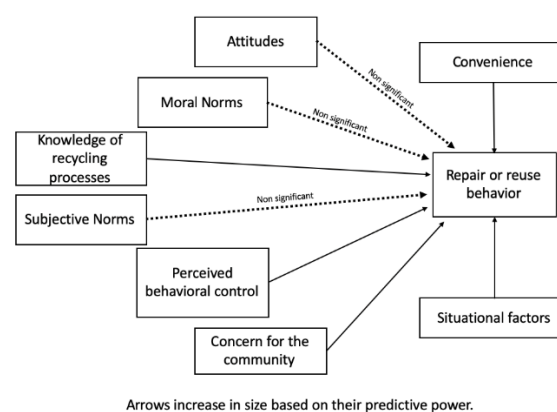 Attitudes
Non significant
Convenience
Moral Norms
Non significant
Knowledge of
recycling
processes
Repair or reuse
behavior
Subjective Norms
Non significant
Perceived
behavioral control
Situational factors
Concern for the
community
Arrows increase in size based on their predictive power.